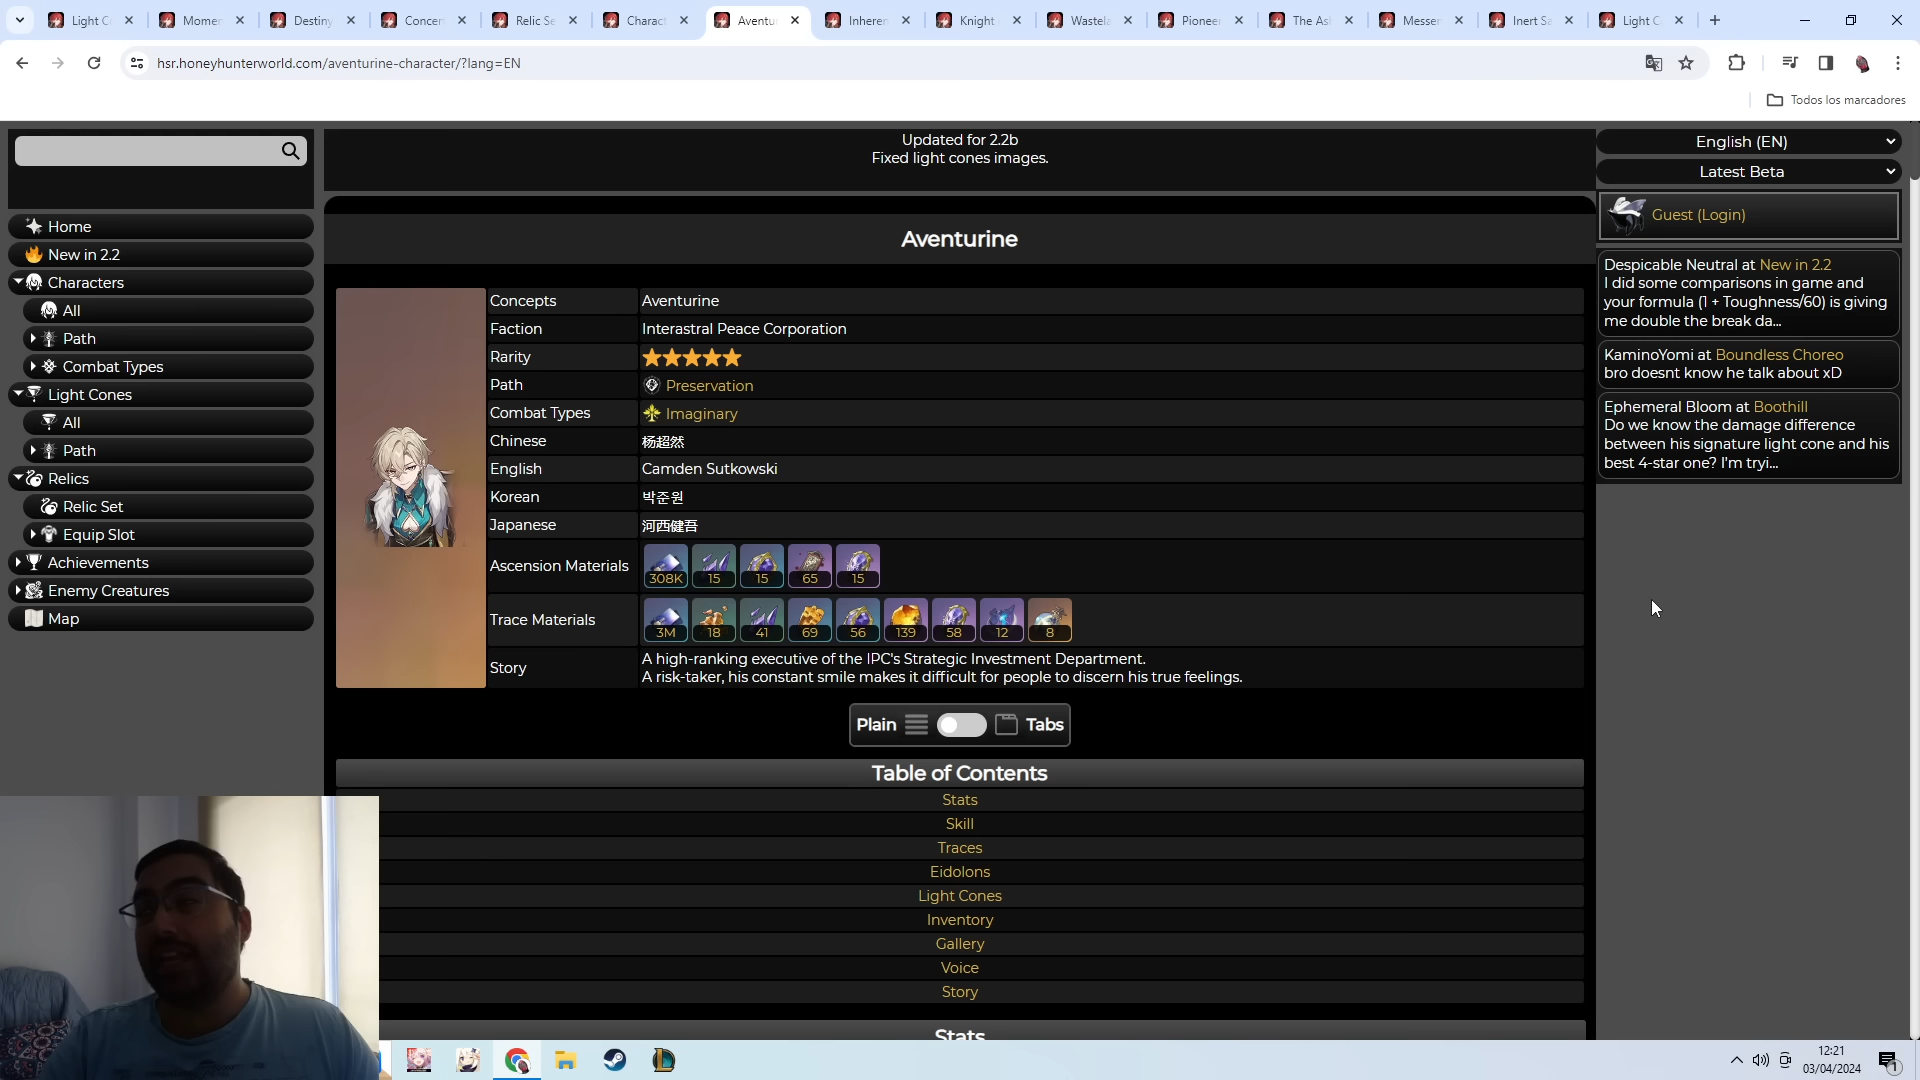 Light C
Momen
Destiny
Concer
Relic Se
Charact
Aventur
Inheren
Knight
Wastela
Pioneer
The Asl
Messen
Inert Sa
Light C
hsr.honeyhunterworld.com/aventurine-character/?lang=EN
Todos los marcadores
Updated for 2.2b
Fixed light cones images.
Home
New in 2.2
Characters
All
Path
Combat Types
Light Cones
All
Path
Relics
Relic Set
Equip Slot
Achievements
Enemy Creatures
Map
Aventurine
Concepts Aventurine
Faction Interastral Peace Corporation
Rarity
Path Preservation
Combat Types Imaginary
Chinese 杨超然
English Camden Sutkowski
Korean 박준원
Japanese 河西健吾
Ascension Materials 308K 15 15 65 15
Trace Materials 3M 18 41 69 56 139 58 12 8
Story A high-ranking executive of the IPC's Strategic Investment Department.
A risk-taker, his constant smile makes it difficult for people to discern his true feelings.
Plain Tabs
Table of Contents
Stats
Skill
Traces
Eidolons
Light Cones
Inventory
Gallery
Voice
Story
Stats
English (EN)
Latest Beta
Guest (Login)
Despicable Neutral at New in 2.2
I did some comparisons in game and
your formula (1 + Toughness/60) is giving
me double the break da...
KaminoYomi at Boundless Choreo
bro doesnt know he talk about xD
Ephemeral Bloom at Boothill
Do we know the damage difference
between his signature light cone and his
best 4-star one? I'm tryi...
12:21
03/04/2024
1